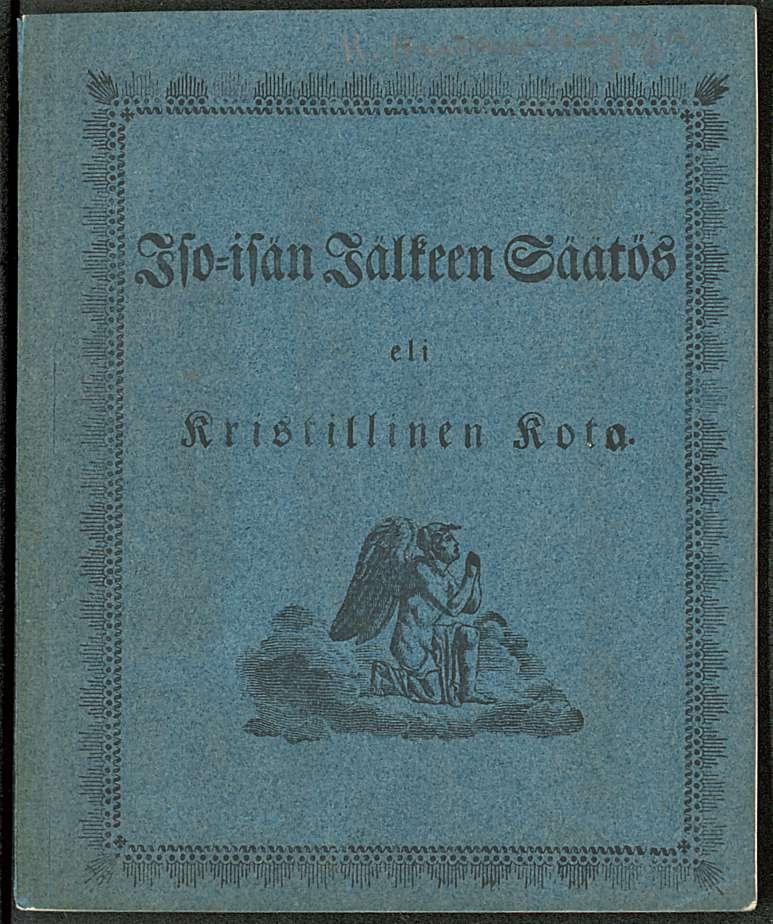 Iso-isän Jälkeen Säätös
eli
Kristillinen Kota.